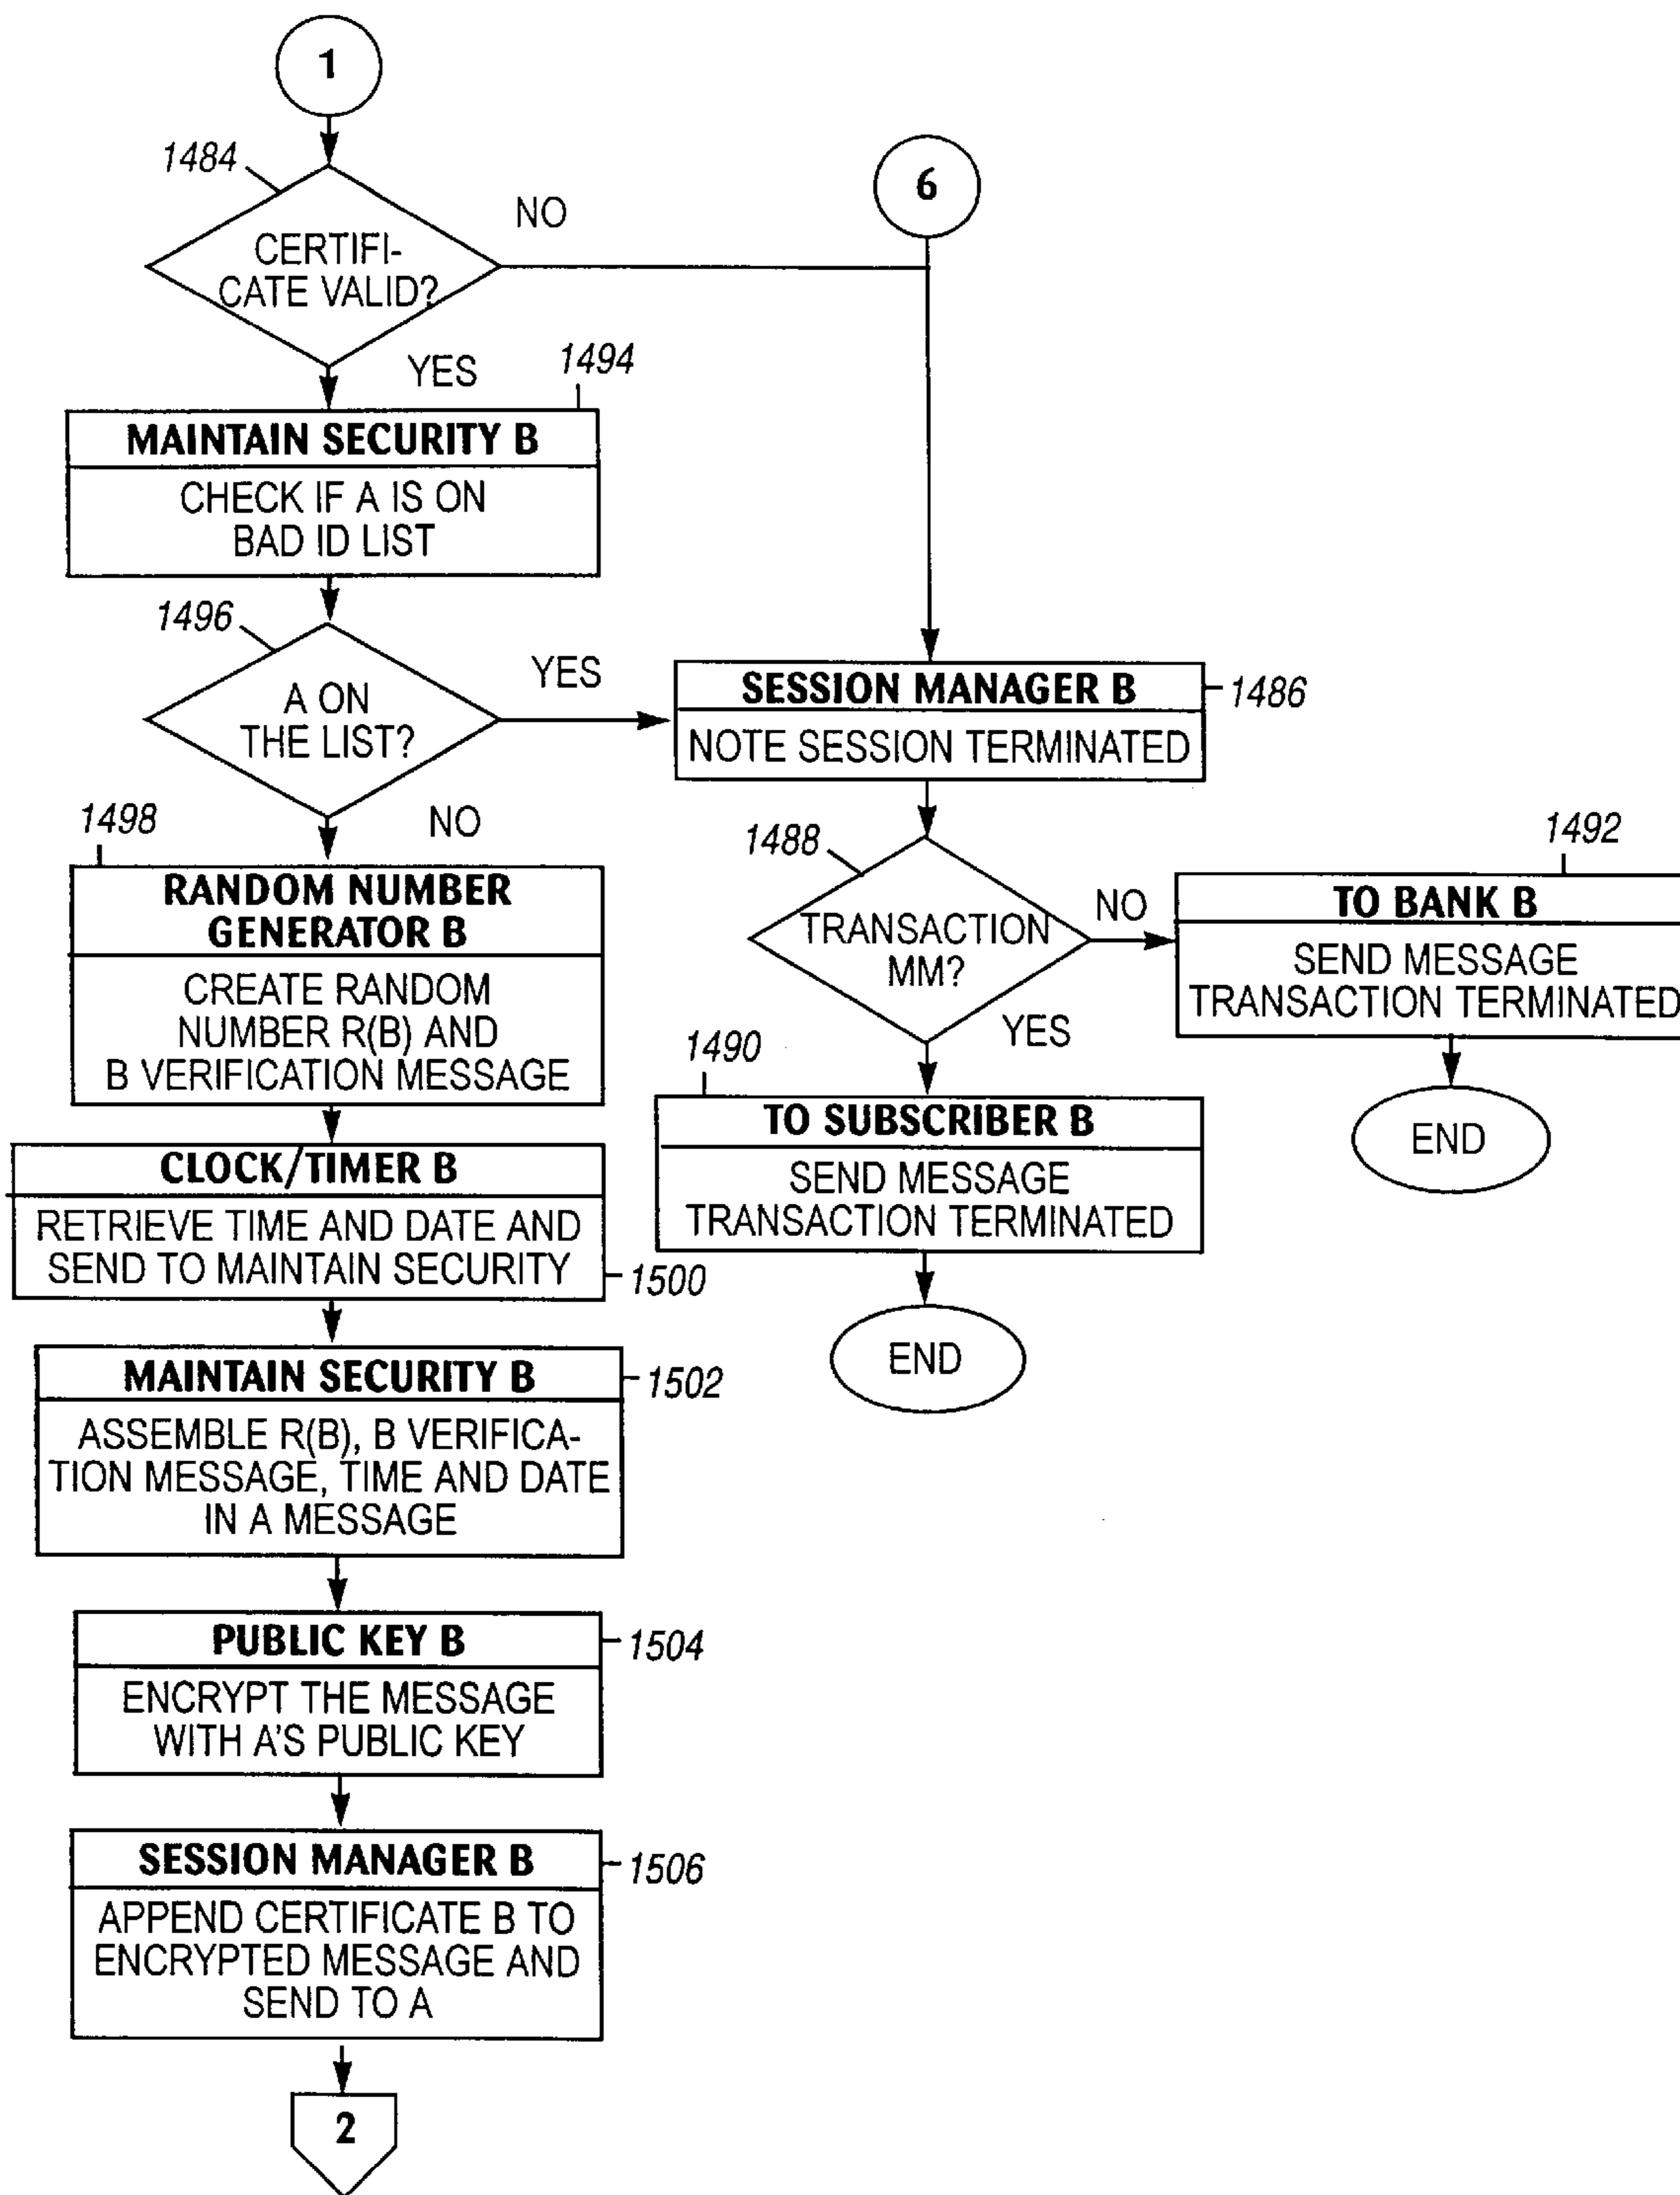 1
1484
CERTIFI-
CATE VALID?
NO
6
YES
1494
MAINTAIN SECURITY B
CHECK IF A IS ON
BAD ID LIST
1496
A ON
THE LIST?
YES
SESSION MANAGER B
1486
NOTE SESSION TERMINATED
NO
1498
RANDOM NUMBER
GENERATOR B
CREATE RANDOM
NUMBER R(B) AND
B VERIFICATION MESSAGE
1488
TRANSACTION
MM?
NO
1492
TO BANK B
SEND MESSAGE
TRANSACTION TERMINATED
END
YES
1490
TO SUBSCRIBER B
SEND MESSAGE
TRANSACTION TERMINATED
END
CLOCK/TIMER B
RETRIEVE TIME AND DATE AND
SEND TO MAINTAIN SECURITY
1500
MAINTAIN SECURITY B
1502
ASSEMBLE R(B), B VERIFICA-
TION MESSAGE, TIME AND DATE
IN A MESSAGE
PUBLIC KEY B
1504
ENCRYPT THE MESSAGE
WITH A'S PUBLIC KEY
SESSION MANAGER B
1506
APPEND CERTIFICATE B TO
ENCRYPTED MESSAGE AND
SEND TO A
2